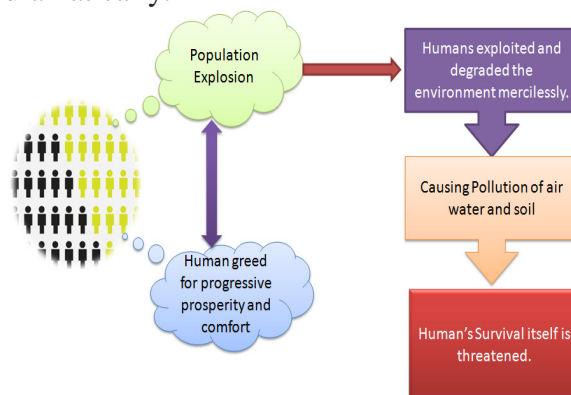 Population
Explosion
Humans exploited and
degraded the
environment mercilessly.
Causing Pollution of air
water and soil
Human greed
for progressive
prosperity and
comfort
Human's Survival itself is
threatened.